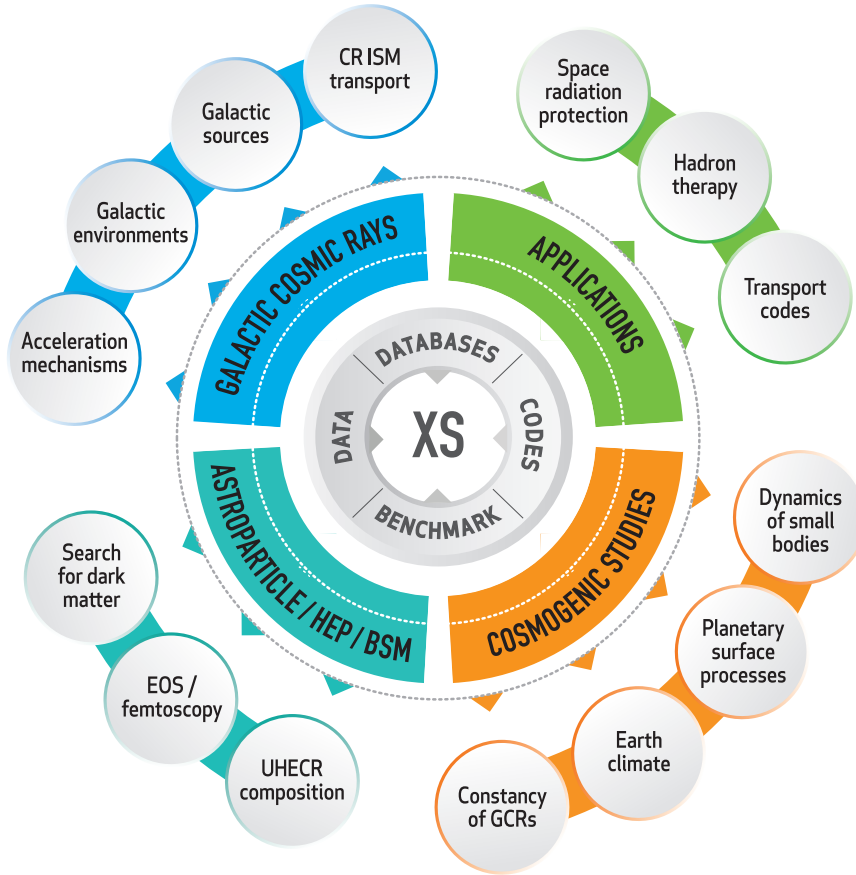 CR ISM
transport
Galactic
sources
Galactic
environments
Acceleration
mechanisms
Space
radiation
protection
Hadron
therapy
Transport
codes
GALACTIC COSMIC RAYS
APPLICATIONS
DATABASES
DATA
XS
CODES
BENCHMARK
ASTROPARTICLE / HEP / BSM
COSMOGENIC STUDIES
Search
for dark
matter
EOS /
femtoscopy
UHECR
composition
Dynamics
of small
bodies
Planetary
surface
processes
Earth
climate
Constancy
of GCRs